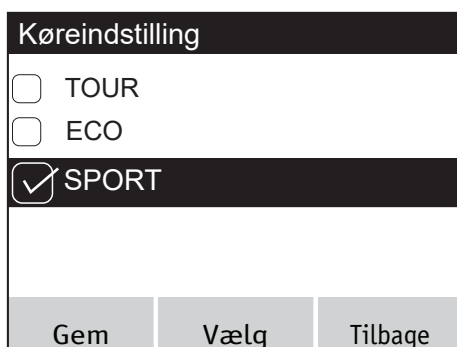 Køreindstilling
TOUR
ECO
SPORT
Gem Vælg Tilbage